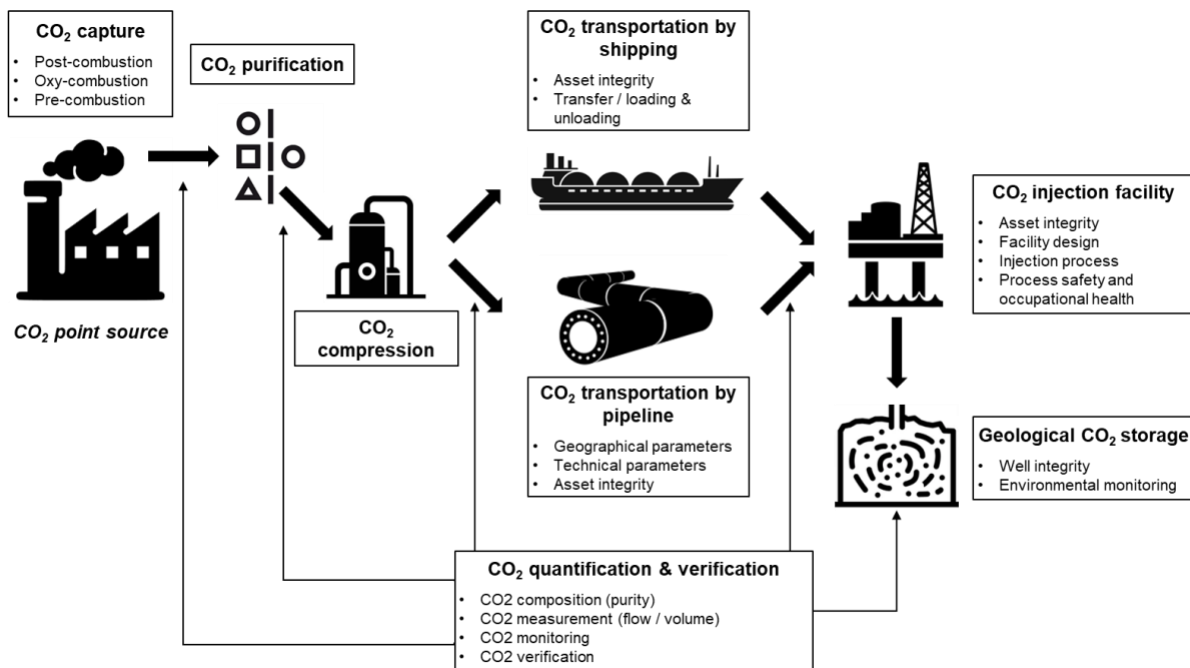 CO₂ capture
• Post-combustion
• Oxy-combustion
• Pre-combustion
CO₂ purification
CO₂ point source
CO₂
compression
CO₂ transportation by
shipping
• Asset integrity
• Transfer / loading &
unloading
CO₂ transportation by
pipeline
• Geographical parameters
• Technical parameters
• Asset integrity
CO₂ injection facility
• Asset integrity
• Facility design
• Injection process
• Process safety and
occupational health
Geological CO₂ storage
• Well integrity
• Environmental monitoring
CO₂ quantification & verification
• CO2 composition (purity)
• CO2 measurement (flow / volume)
• CO2 monitoring
• CO2 verification